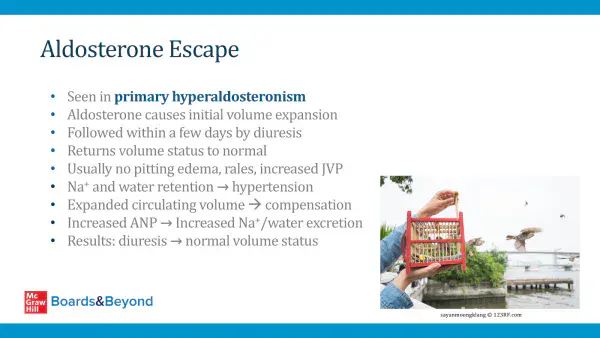 Aldosterone Escape
• Seen in primary hyperaldosteronism
• Aldosterone causes initial volume expansion
• Followed within a few days by diuresis
• Returns volume status to normal
• Usually no pitting edema, rales, increased JVP
• Na⁺ and water retention → hypertension
• Expanded circulating volume → compensation
• Increased ANP → Increased Na⁺/water excretion
• Results: diuresis → normal volume status
Mc
Graw
Hill
Boards&Beyond
sayanmoongklang © 123RF.com